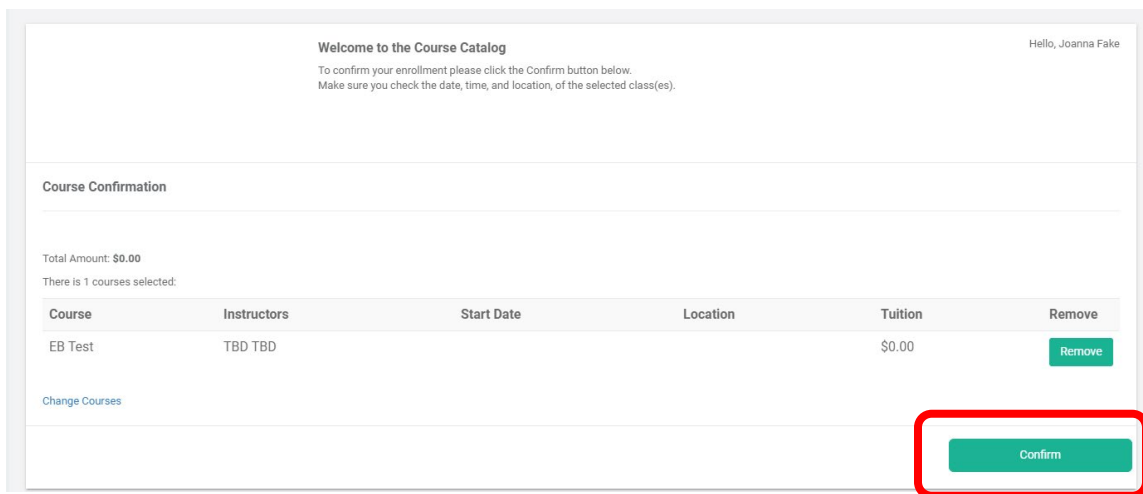 Welcome to the Course Catalog
Hello, Joanna Fake
To confirm your enrollment please click the Confirm button below.
Make sure you check the date, time, and location, of the selected class(es).
Course Confirmation
Total Amount: $0.00
There is 1 courses selected:
Course Instructors Start Date Location Tuition Remove
EB Test TBD TBD $0.00 Remove
Change Courses
Confirm